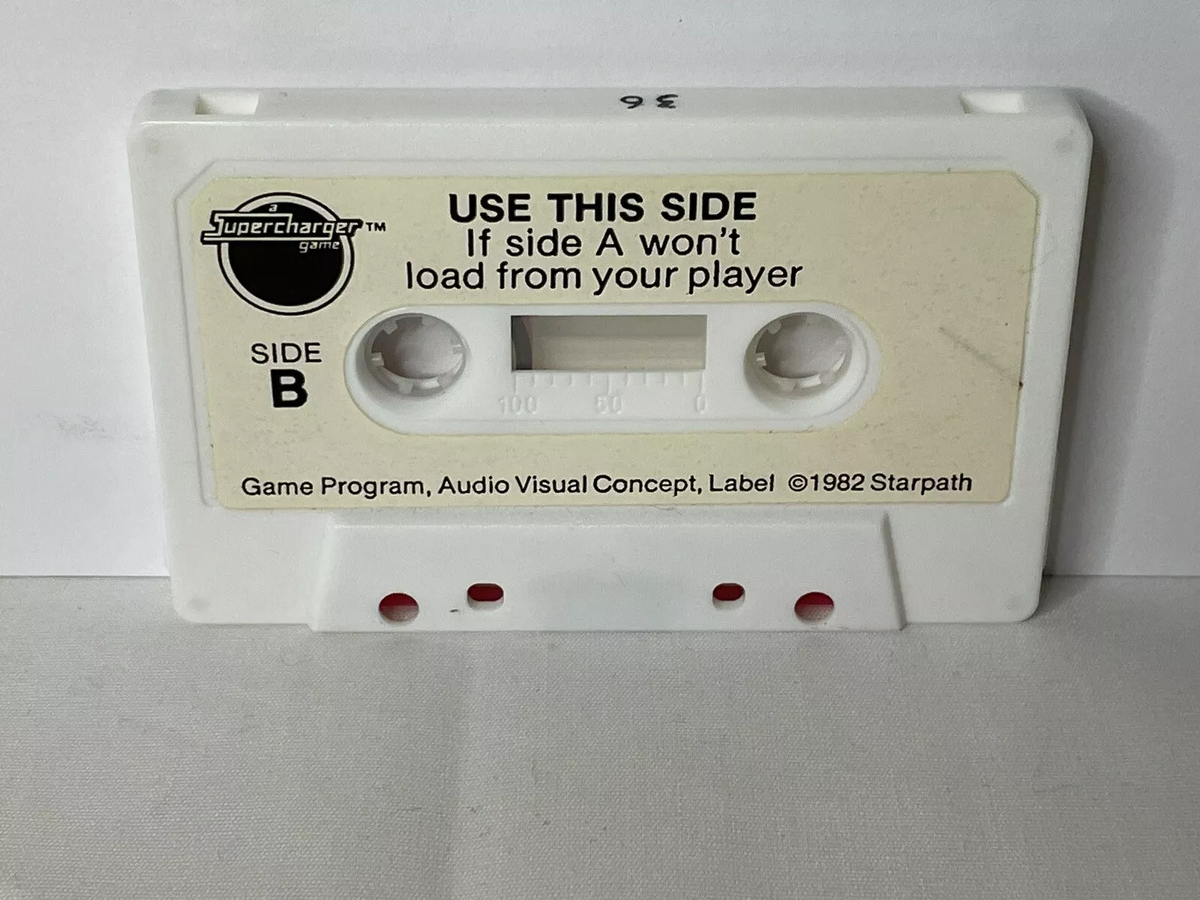 36
a
Supercharger™
game
USE THIS SIDE
If side A won't
load from your player
SIDE
B
100 50 0
Game Program, Audio Visual Concept, Label ©1982 Starpath